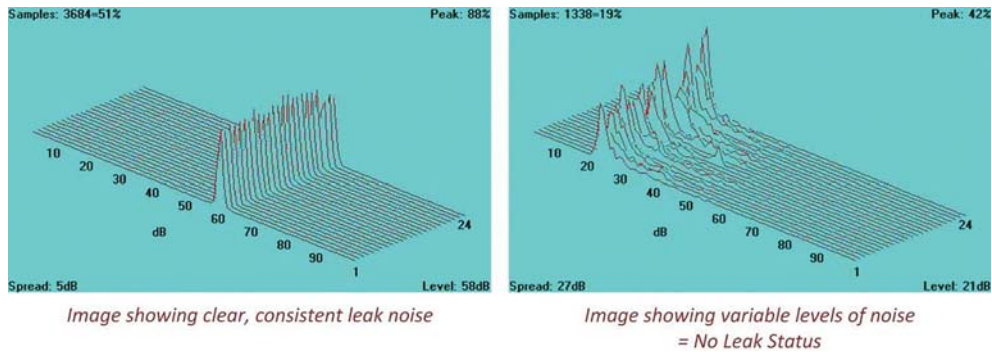 Samples: 3684=51% Peak: 88%
10
20
30
40
50
60
70
80
90
dB
24
1
Spread: 5dB Level: 58dB
Image showing clear, consistent leak noise
Samples: 1338=19% Peak: 42%
10
20
30
40
50
60
70
80
90
dB
24
1
Spread: 27dB Level: 21dB
Image showing variable levels of noise
= No Leak Status